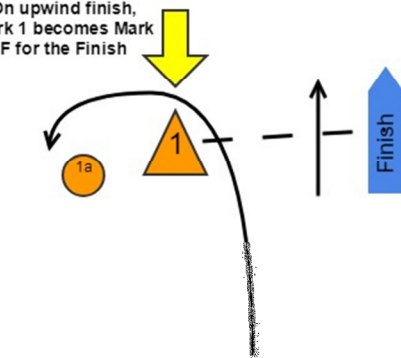 On upwind finish,
rk 1 becomes Mark
F for the Finish
1
1a
Finish